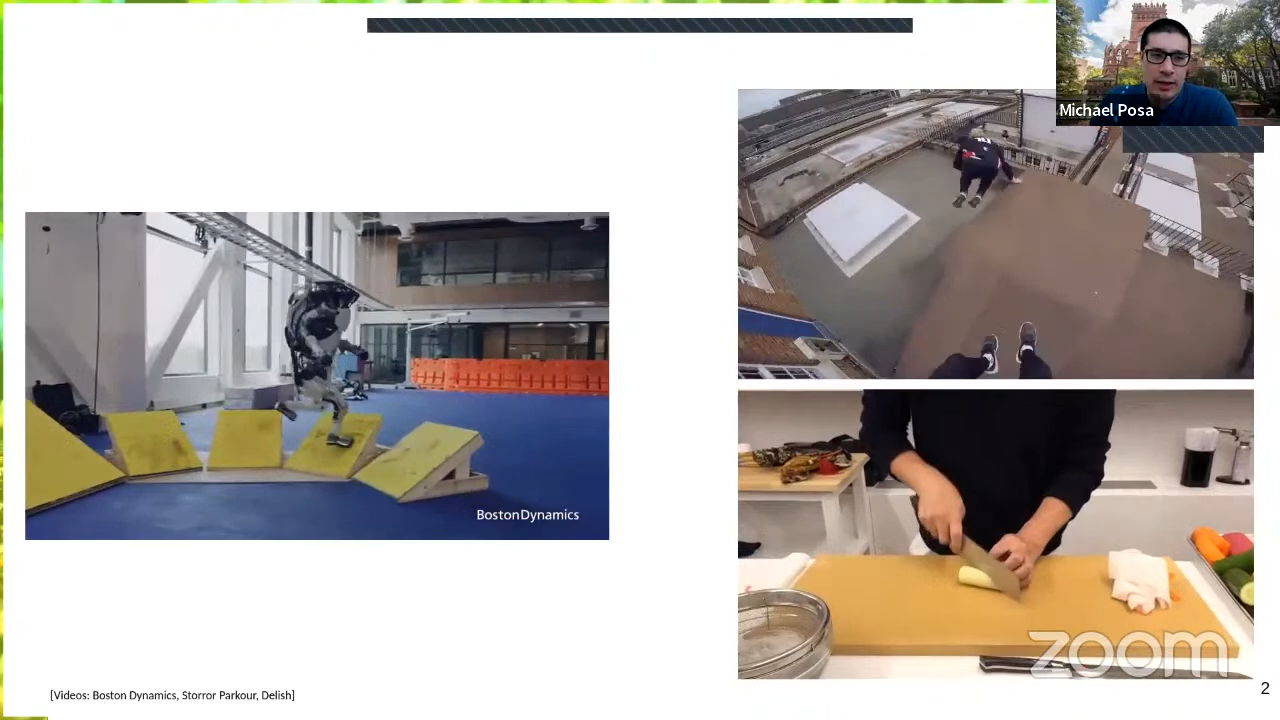 Michael Posa
BostonDynamics
zoom
[Videos: Boston Dynamics, Storror Parkour, Delish]
2